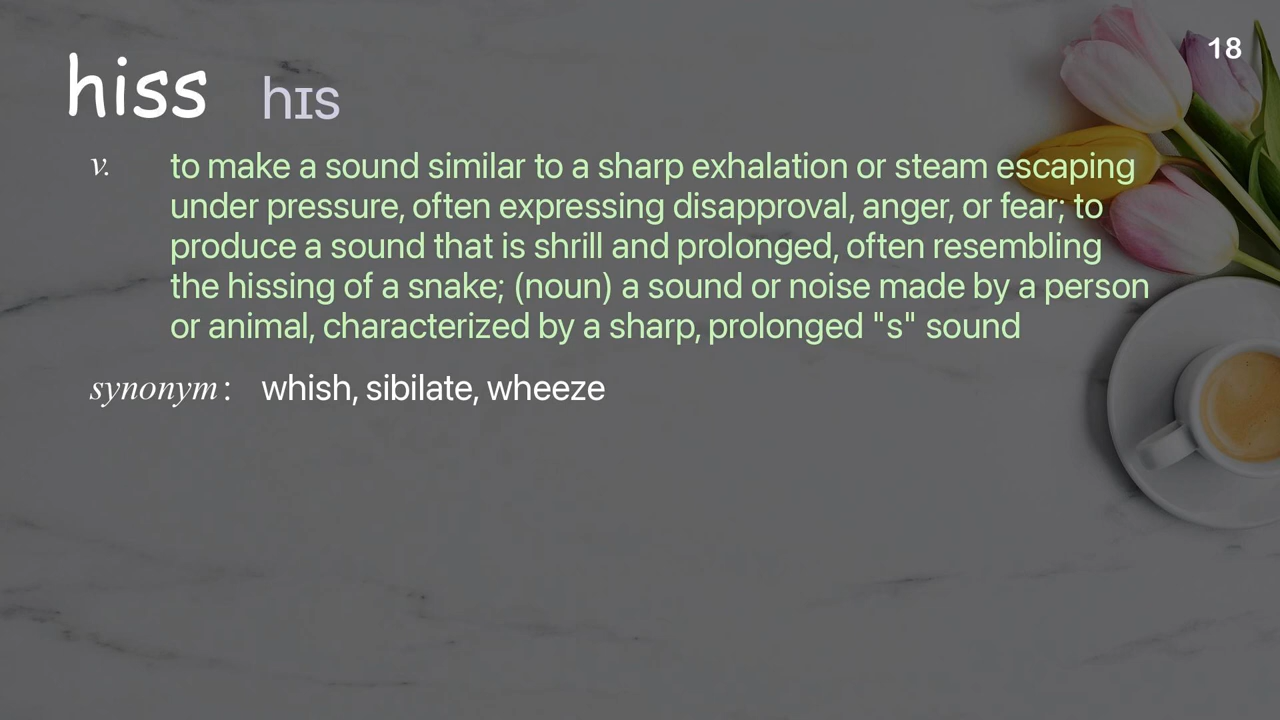 18
hiss hɪs
v. to make a sound similar to a sharp exhalation or steam escaping
under pressure, often expressing disapproval, anger, or fear; to
produce a sound that is shrill and prolonged, often resembling
the hissing of a snake; (noun) a sound or noise made by a person
or animal, characterized by a sharp, prolonged "s" sound
synonym: whish, sibilate, wheeze